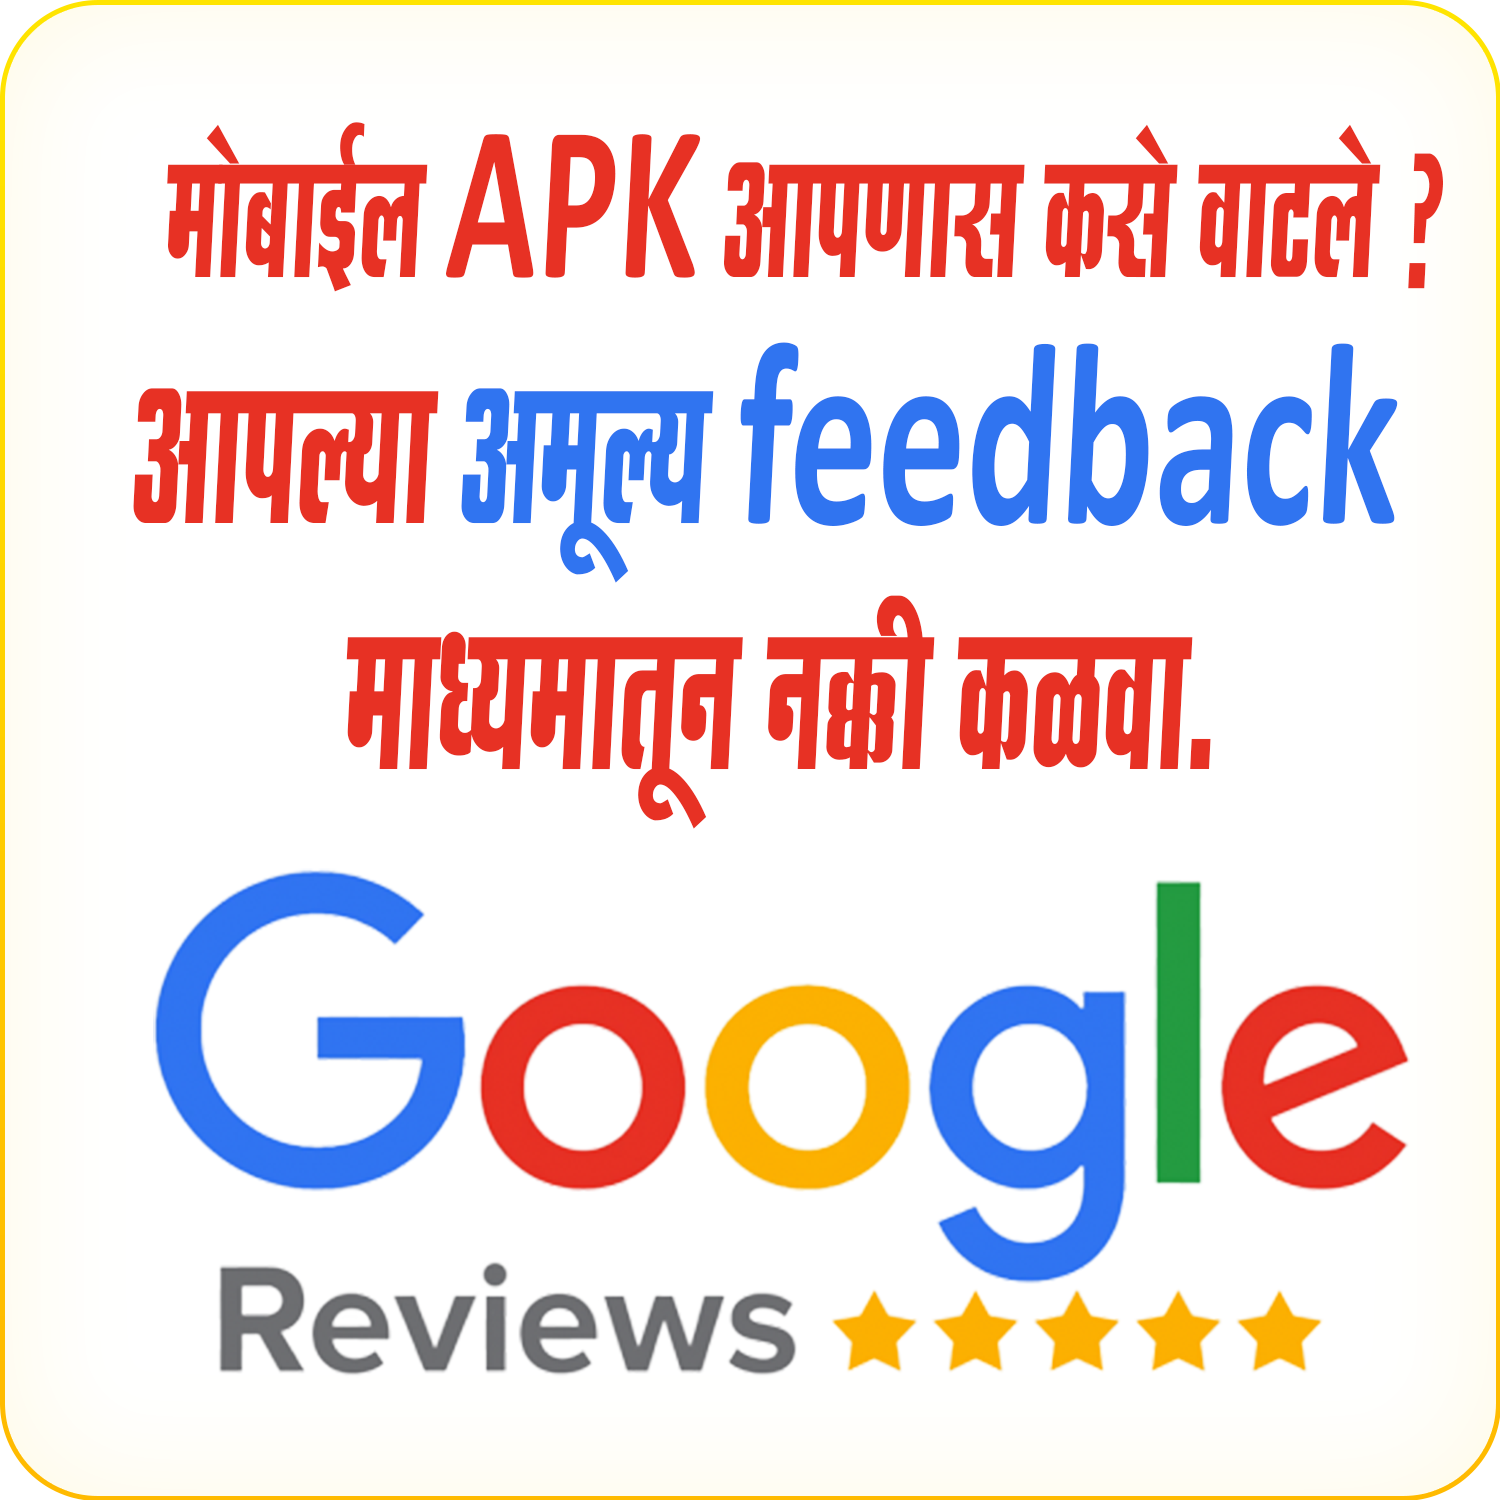 मोबाईल APK आपणास कसे वाटले ?
आपल्या अमूल्य feedback
माध्यमातून नक्की कळवा.
Google
Reviews